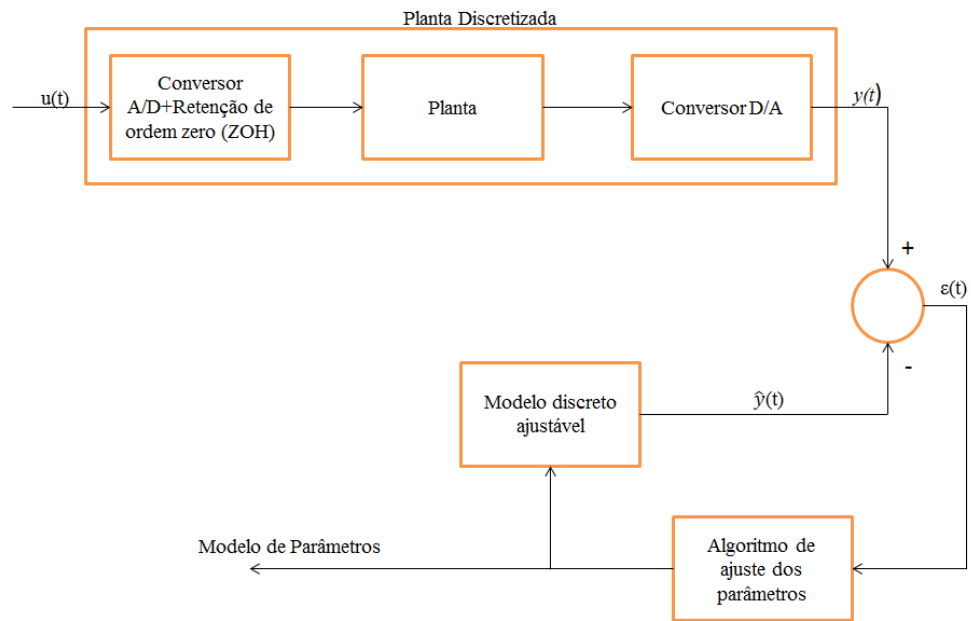 Planta Discretizada
u(t)
Conversor
A/D+Retenção de
ordem zero (ZOH)
Planta
Conversor D/A
y(t)
+
ε(t)
-
Modelo discreto
ajustável
ŷ(t)
Modelo de Parâmetros
Algoritmo de
ajuste dos
parâmetros